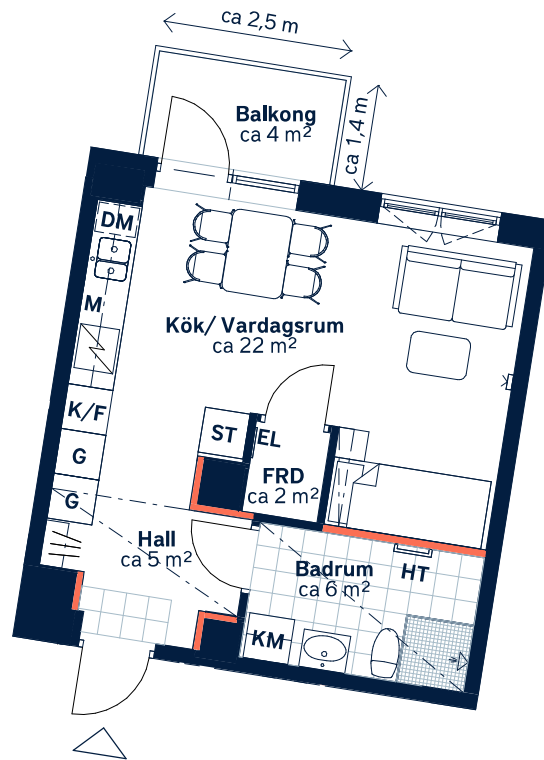 ca 2,5 m
ca 1,4 m
Balkong
ca 4 m²
DM
M
Kök/ Vardagsrum
ca 22 m²
K/F
ST
EL
G
FRD
ca 2 m²
G
Hall
ca 5 m²
Badrum
ca 6 m²
HT
KM